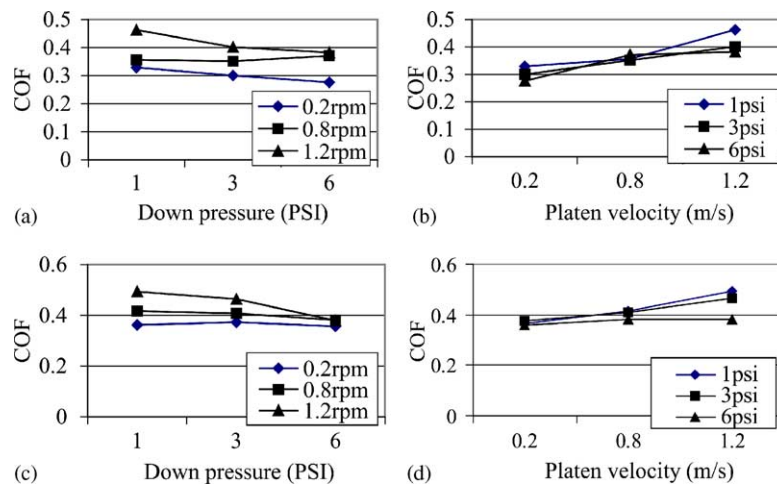 0.5
0.4
0.3
0.2
0.1
0
COF
1 3 6
Down pressure (PSI)
0.2rpm
0.8rpm
1.2rpm
(a)
0.5
0.4
0.3
0.2
0.1
0
COF
0.2 0.8 1.2
Platen velocity (m/s)
1psi
3psi
6psi
(b)
0.6
0.4
0.2
0
COF
1 3 6
Down pressure (PSI)
0.2rpm
0.8rpm
1.2rpm
(c)
0.6
0.4
0.2
0
COF
0.2 0.8 1.2
Platen velocity (m/s)
1psi
3psi
6psi
(d)